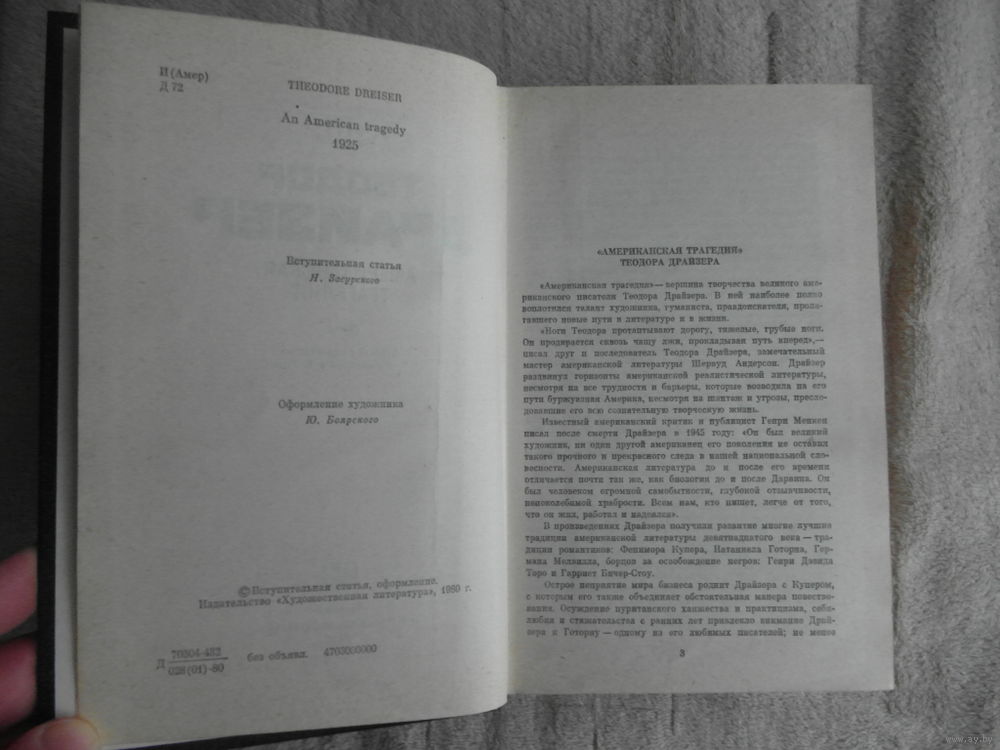 И(Амер)
Д 72
THEODORE DREISER
An American tragedy
1925
Вступительная статья
Я. Засурского
Оформление художника
Ю. Боярского
©Вступительная статья, оформление.
Издательство «Художественная литература», 1980 г.
Д 70304-482
028(01)-80
без объявл. 4703000000
«АМЕРИКАНСКАЯ ТРАГЕДИЯ»
ТЕОДОРА ДРАЙЗЕРА
«Американская трагедия» — вершина творчества великого аме-
риканского писателя Теодора Драйзера. В ней наиболее полно
воплотился талант художника, гуманиста, правдоискателя, прола-
гавшего новые пути в литературе и в жизни.
«Ноги Теодора протаптывают дорогу, тяжелые, грубые ноги.
Он продирается сквозь чащу лжи, прокладывая путь вперед», —
писал друг и последователь Теодора Драйзера, замечательный
мастер американской литературы Шервуд Андерсон. Драйзер
раздвинул горизонты американской реалистической литературы,
несмотря на все трудности и барьеры, которые возводила на его
пути буржуазная Америка, несмотря на шантаж и угрозы, пресле-
довавшие его всю сознательную творческую жизнь.
Известный американский критик и публицист Генри Менкен
писал после смерти Драйзера в 1945 году: «Он был великий
художник, ни один другой американец его поколения не оставил
такого прочного и прекрасного следа в нашей национальной сло-
весности. Американская литература до и после его времени
отличается почти так же, как биология до и после Дарвина. Он
был человеком огромной самобытности, глубокой отзывчивости,
непоколебимой храбрости. Всем нам, кто пишет, легче от того,
что он жил, работал и надеялся».
В произведениях Драйзера получили развитие многие лучшие
традиции американской литературы девятнадцатого века — тра-
диции романтиков: Фенимора Купера, Натаниела Готорна, Гер-
мана Мелвилла, борцов за освобождение негров: Генри Дэвида
Торо и Гарриет Бичер-Стоу.
Острое неприятие мира бизнеса роднит Драйзера с Купером,
с которым его также объединяет обстоятельная манера повество-
вания. Осуждение пуританского ханжества и практицизма, себя-
любия и стяжательства с ранних лет привлекло внимание Драй-
зера к Готорну — одному из его любимых писателей; не менее
3
www.ay.by